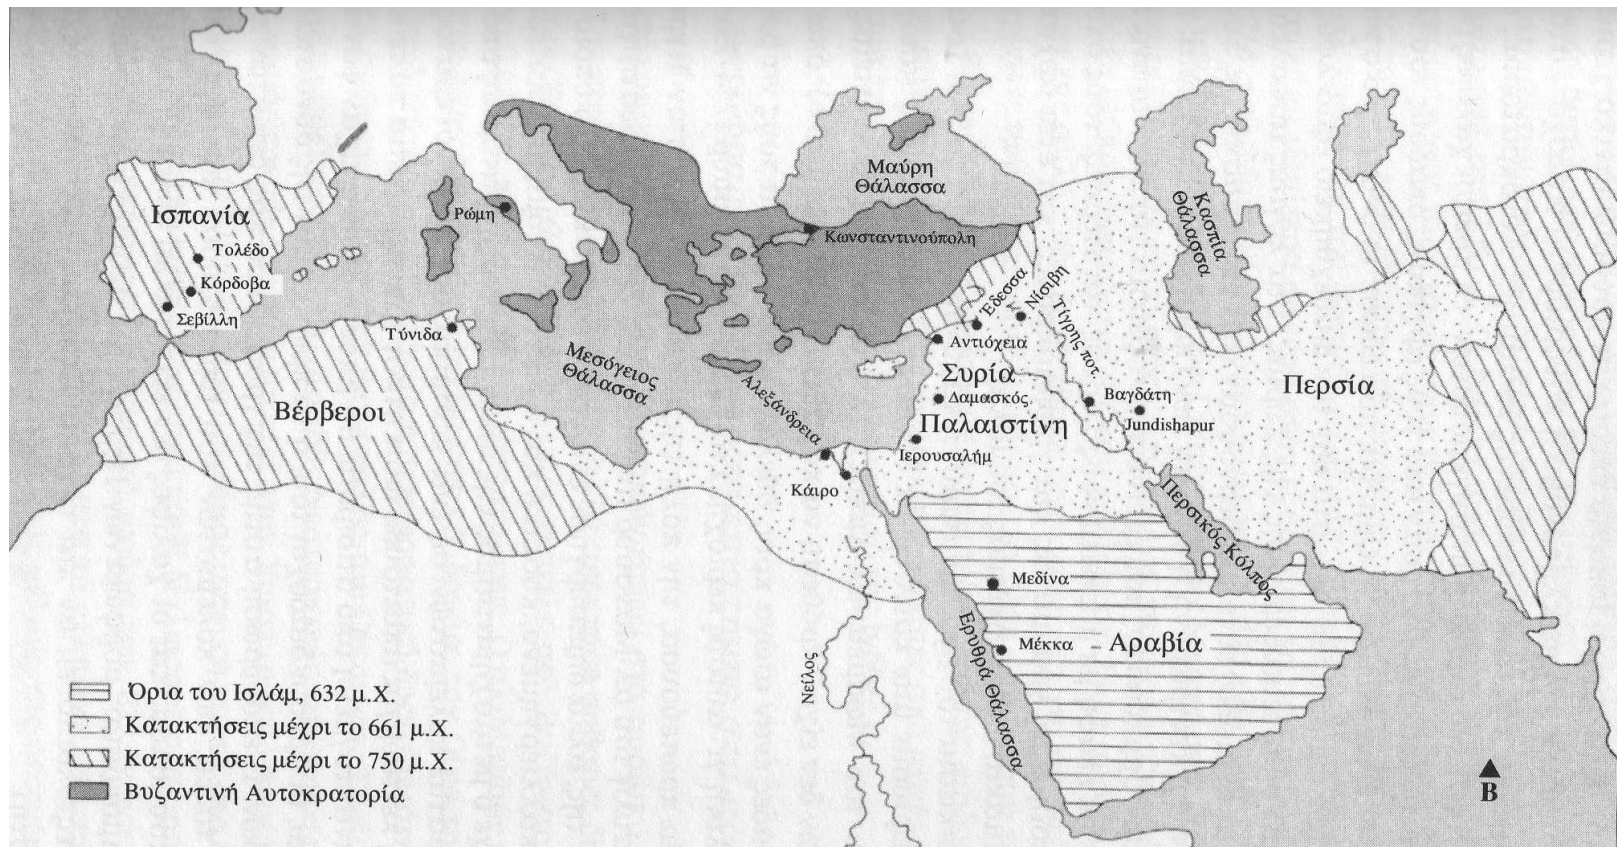 Μαύρη
Θάλασσα
Κασπία
Θάλασσα
Ισπανία
Τολέδο
Κόρδοβα
Σεβίλλη
Ρώμη
Κωνσταντινούπολη
Τύνιδα
Έδεσσα
Νίσιβη
Τίγρης ποτ.
Αντιόχεια
Μεσόγειος
Θάλασσα
Συρία
Δαμασκός
Βαγδάτη
Jundishapur
Περσία
Βέρβεροι
Αλεξάνδρεια
Παλαιστίνη
Ιερουσαλήμ
Κάιρο
Περσικός Κόλπος
Μεδίνα
Μέκκα
Αραβία
Ερυθρά Θάλασσα
Νείλος
Όρια του Ισλάμ, 632 μ.Χ.
Κατακτήσεις μέχρι το 661 μ.Χ.
Κατακτήσεις μέχρι το 750 μ.Χ.
Βυζαντινή Αυτοκρατορία
Β